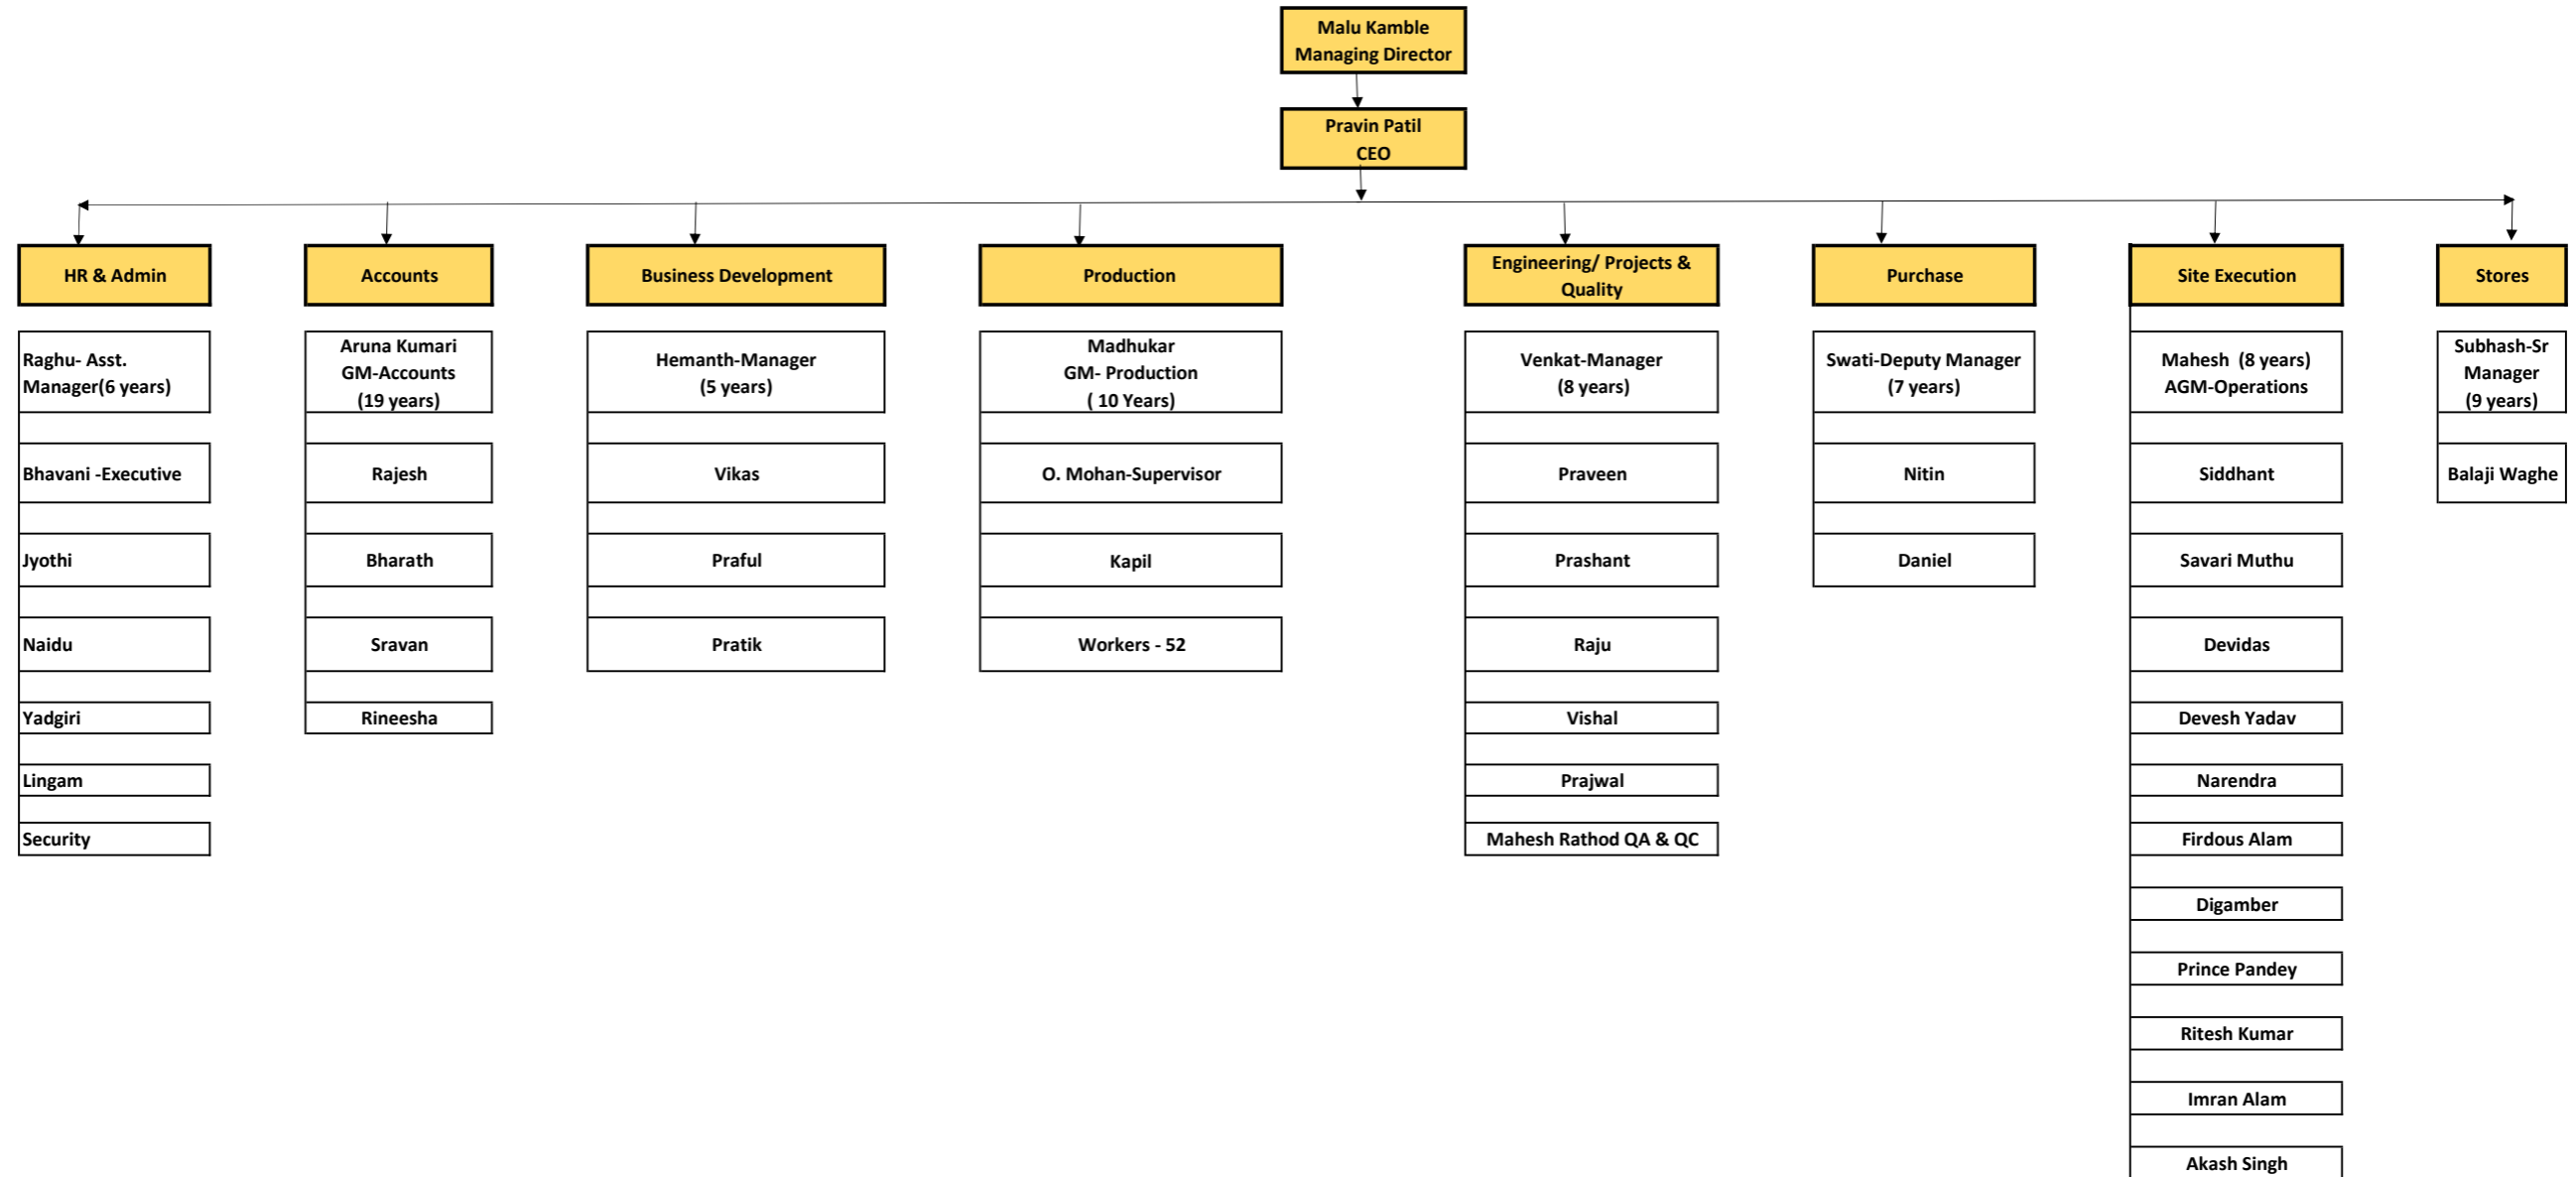 Malu Kamble
Managing Director
Pravin Patil
CEO
HR & Admin
Accounts
Business Development
Production
Engineering/ Projects &
Quality
Purchase
Site Execution
Stores
Raghu- Asst.
Manager(6 years)
Bhavani -Executive
Jyothi
Naidu
Yadgiri
Lingam
Security
Aruna Kumari
GM-Accounts
(19 years)
Rajesh
Bharath
Sravan
Rineesha
Hemanth-Manager
(5 years)
Vikas
Praful
Pratik
Madhukar
GM- Production
( 10 Years)
O. Mohan-Supervisor
Kapil
Workers - 52
Venkat-Manager
(8 years)
Praveen
Prashant
Raju
Vishal
Prajwal
Mahesh Rathod QA & QC
Swati-Deputy Manager
(7 years)
Nitin
Daniel
Mahesh  (8 years)
AGM-Operations
Siddhant
Savari Muthu
Devidas
Devesh Yadav
Narendra
Firdous Alam
Digamber
Prince Pandey
Ritesh Kumar
Imran Alam
Akash Singh
Subhash-Sr
Manager
(9 years)
Balaji Waghe